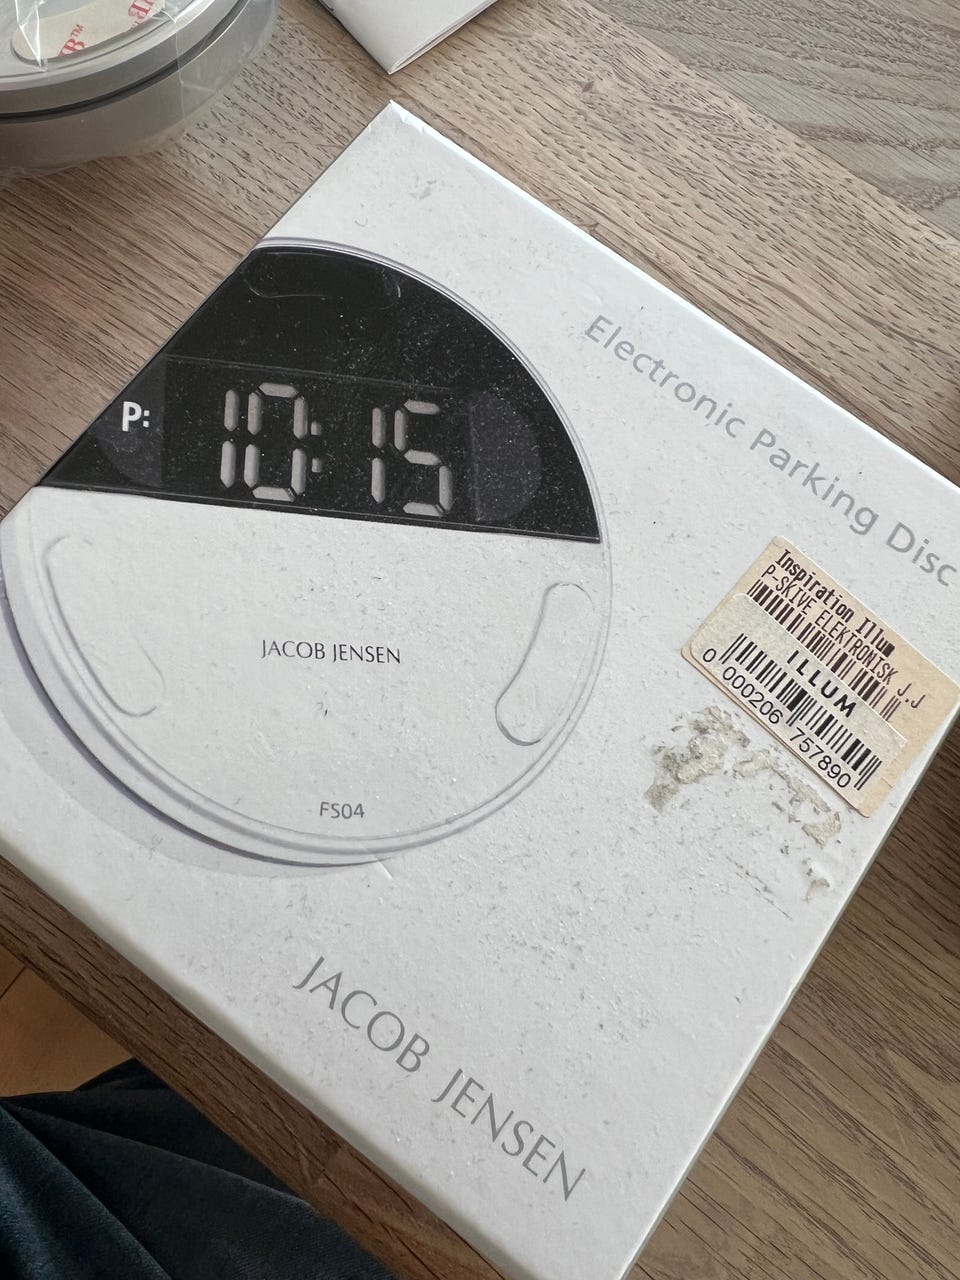 Electronic Parking Disc
P: 10:15
JACOB JENSEN
FS04
Inspiration Illum
P-SKIVE ELEKTRONISK J.J
ILLUM
0 000206 757890
JACOB JENSEN